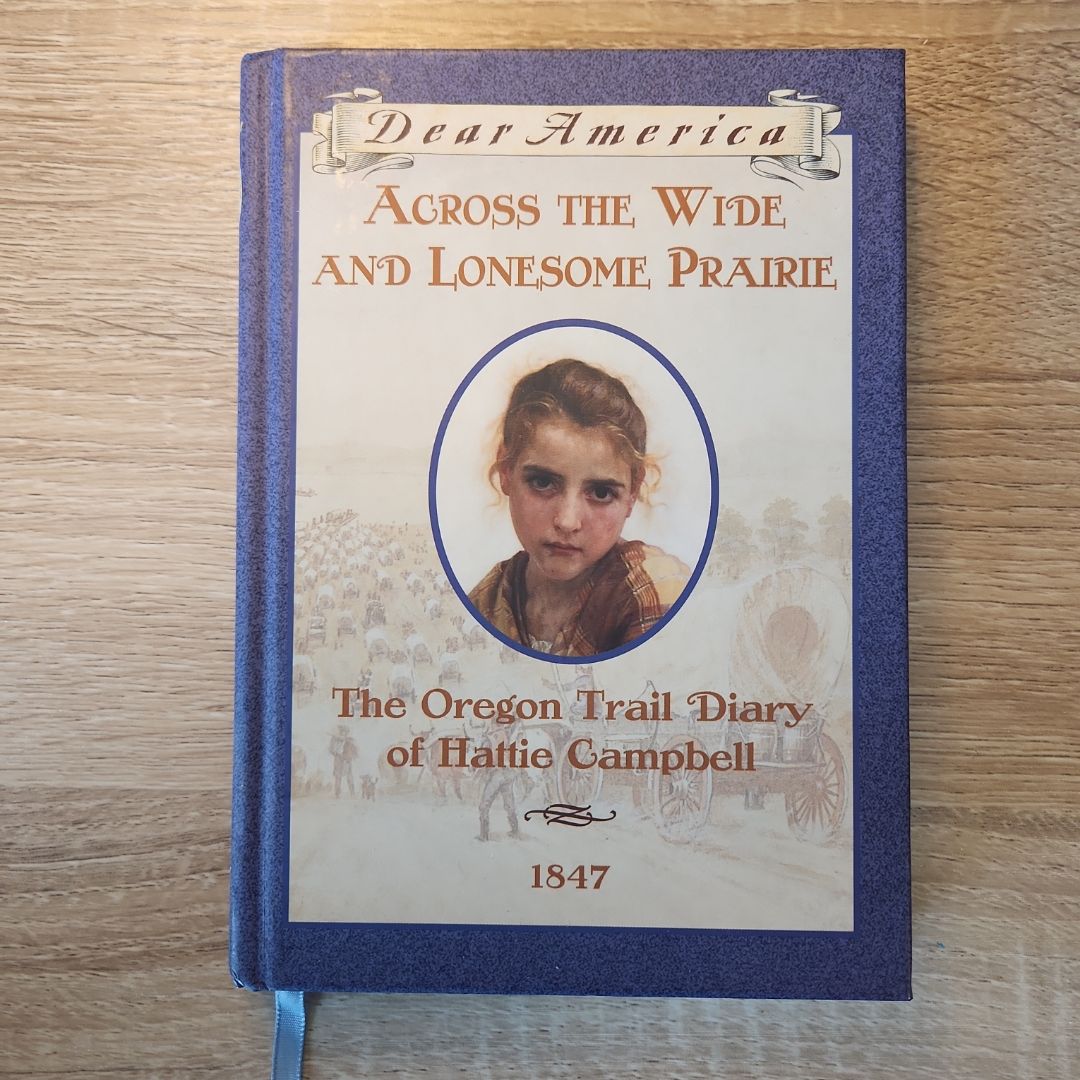 Dear America
ACROSS THE WIDE
AND LONESOME PRAIRIE
The Oregon Trail Diary
of Hattie Campbell
1847